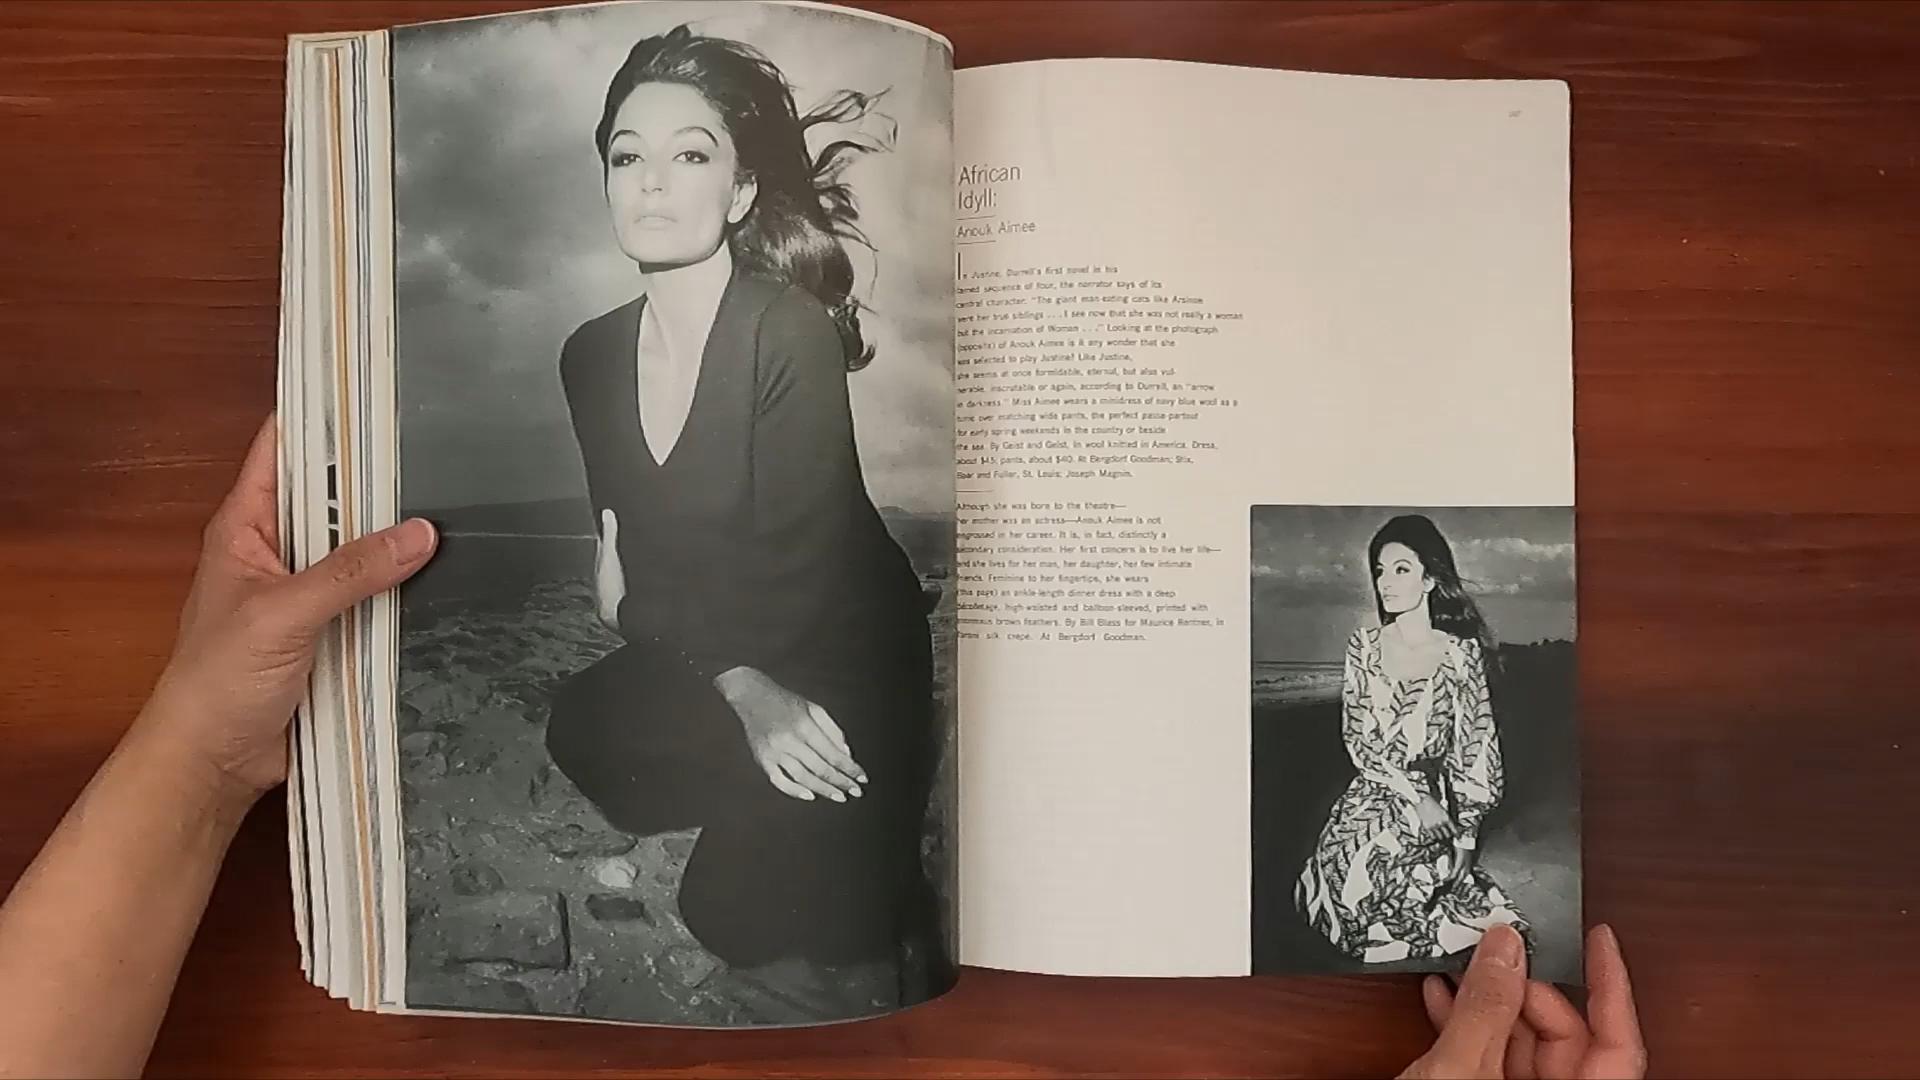 African
Idyll:
Anouk Aimee
In Justine, Durrell's first novel in his
famed sequence of four, the narrator says of its
central character: "The giant man-eating cats like Arsinoe
were her true siblings . . . I see now that she was not really a woman
but the incarnation of Woman . . ." Looking at the photograph
(opposite) of Anouk Aimee is it any wonder that she
was selected to play Justine? Like Justine,
she seems at once formidable, eternal, but also vul-
nerable, inscrutable or again, according to Durrell, an "arrow
in darkness." Miss Aimee wears a minidress of navy blue wool as a
tunic over matching wide pants, the perfect passe-partout
for early spring weekends in the country or beside
the sea. By Geist and Geist, in wool knitted in America. Dress,
about $45; pants, about $40. At Bergdorf Goodman; Stix,
Baer and Fuller, St. Louis; Joseph Magnin.
Although she was born to the theatre—
her mother was an actress—Anouk Aimee is not
engrossed in her career. It is, in fact, distinctly a
secondary consideration. Her first concern is to live her life—
and she lives for her man, her daughter, her few intimate
friends. Feminine to her fingertips, she wears
(this page) an ankle-length dinner dress with a deep
décolletage, high-waisted and balloon-sleeved, printed with
enormous brown feathers. By Bill Blass for Maurice Rentner, in
silk crepe. At Bergdorf Goodman.